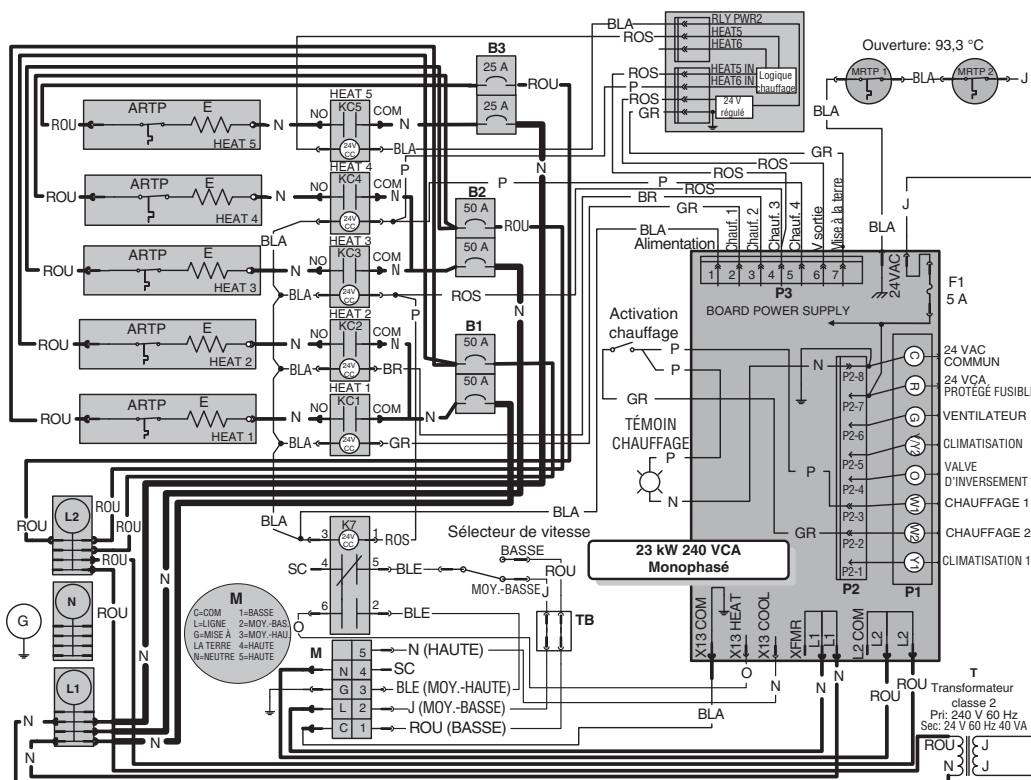 B3
25 A
25 A
ROU
BLA
ROS
RLY PWR2
HEAT5
HEAT6
ROS
P
ROS
GR
HEAT5 IN
HEAT6 IN
Logique
chauffage
24 V
régulé
Ouverture: 93,3 °C
MRTP 1
BLA
MRTP 2
J
BLA
ROU
ARTP
E
HEAT 5
N
NO
HEAT 5
KC5
COM
N
24V
CC
BLA
P
N
GR
ROS
ROS
ROU
ARTP
E
HEAT 4
N
NO
HEAT 4
KC4
COM
N
24V
CC
BLA
B2
50 A
50 A
ROU
P
P
ROS
BR
GR
BLA
J
BLA
ROU
ARTP
E
HEAT 3
N
NO
HEAT 3
KC3
COM
N
BLA
24V
CC
ROS
P
N
Alimentation
Chauf. 1
Chauf. 2
Chauf. 3
Chauf. 4
V sortie
Mise à la terre
24VAC
1 2 3 4 5 6 7
P3
BOARD POWER SUPPLY
F1
5 A
ROU
ARTP
E
HEAT 2
N
NO
HEAT 2
KC2
COM
BLA
24V
CC
BR
B1
50 A
50 A
ROU
ARTP
E
HEAT 1
N
NO
HEAT 1
KC1
COM
N
BLA
24V
CC
GR
Activation
chauffage
P
P
GR
TÉMOIN
CHAUFFAGE
P
N
N
P
GR
P2-8
P2-7
P2-6
P2-5
P2-4
P2-3
P2-2
P2-1
P2
C
R
G
Y/Y2
O
W1
W2
Y1
P1
24 VAC
COMMUN
24 VCA
PROTÉGÉ FUSIBLE
VENTILATEUR
CLIMATISATION
VALVE
D'INVERSEMENT
CHAUFFAGE 1
CHAUFFAGE 2
CLIMATISATION 1
L2
ROU
ROU
ROU
ROU
ROU
N
G
L1
N
N
N
N
N
BLA
BLA
K7
3
24V
CC
1
ROS
SC
4
5
BLE
6
2
BLE
O
Sélecteur de vitesse
BASSE
MOY.-BASSE
ROU
J
TB
23 kW 240 VCA
Monophasé
M
C=COM 1=BASSE
L=LIGNE 2=MOY.-BAS.
G=MISE À 3=MOY.-HAU.
LA TERRE 4=HAUTE
N=NEUTRE 5=HAUTE
M
5
N (HAUTE)
N 4
SC
G 3
BLE (MOY.-HAUTE)
L 2
J (MOY.-BASSE)
C 1
ROU (BASSE)
X13 COM
X13 HEAT
X13 COOL
XFMR
L1
L1
L2 COM
L2
L2
BLA
O
N
N
N
ROU
ROU
T
Transformateur
classe 2
Pri: 240 V 60 Hz
Sec: 24 V 60 Hz 40 VA
ROU
J
N
J